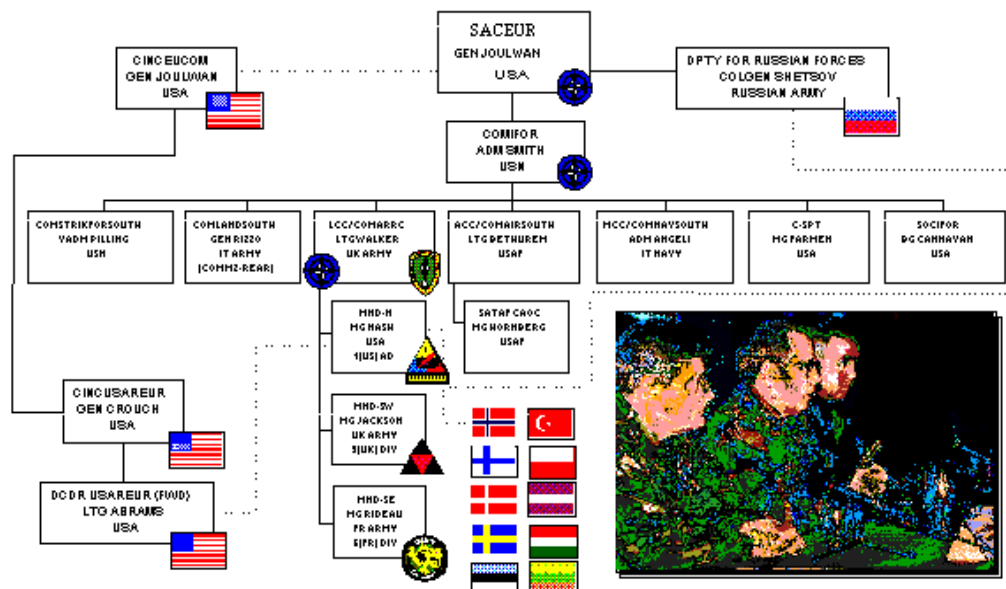 SACEUR
GEN JOULWAN
USA
CINCEUCOM
GEN JOULWAN
USA
DPTY FOR RUSSIAN FORCES
COLGEN SHETSOV
RUSSIAN ARMY
COMIFOR
ADM SMITH
USN
COMSTRIKFORSOUTH
VADM PILLING
USN
COMLANDSOUTH
GEN RIZZO
IT ARMY
(COMMZ-REAR)
LCC/COMARRC
LTG WALKER
UK ARMY
ACC/COMAIRSOUTH
LTG BETHUREM
USAF
MCC/COMNAVSOUTH
ADM ANGELI
IT NAVY
C-SPT
MG FARMEN
USA
SOCIFOR
BG CANNAVAN
USA
MND-N
MG NASH
USA
1(US) AD
SATAF CAOC
MG HORNBERG
USAF
CINCUSAREUR
GEN CROUCH
USA
MND-SW
MG JACKSON
UK ARMY
3(UK) DIV
DCDR USAREUR (FWD)
LTG ABRAMS
USA
MND-SE
MG RIDEAU
FR ARMY
6(FR) DIV